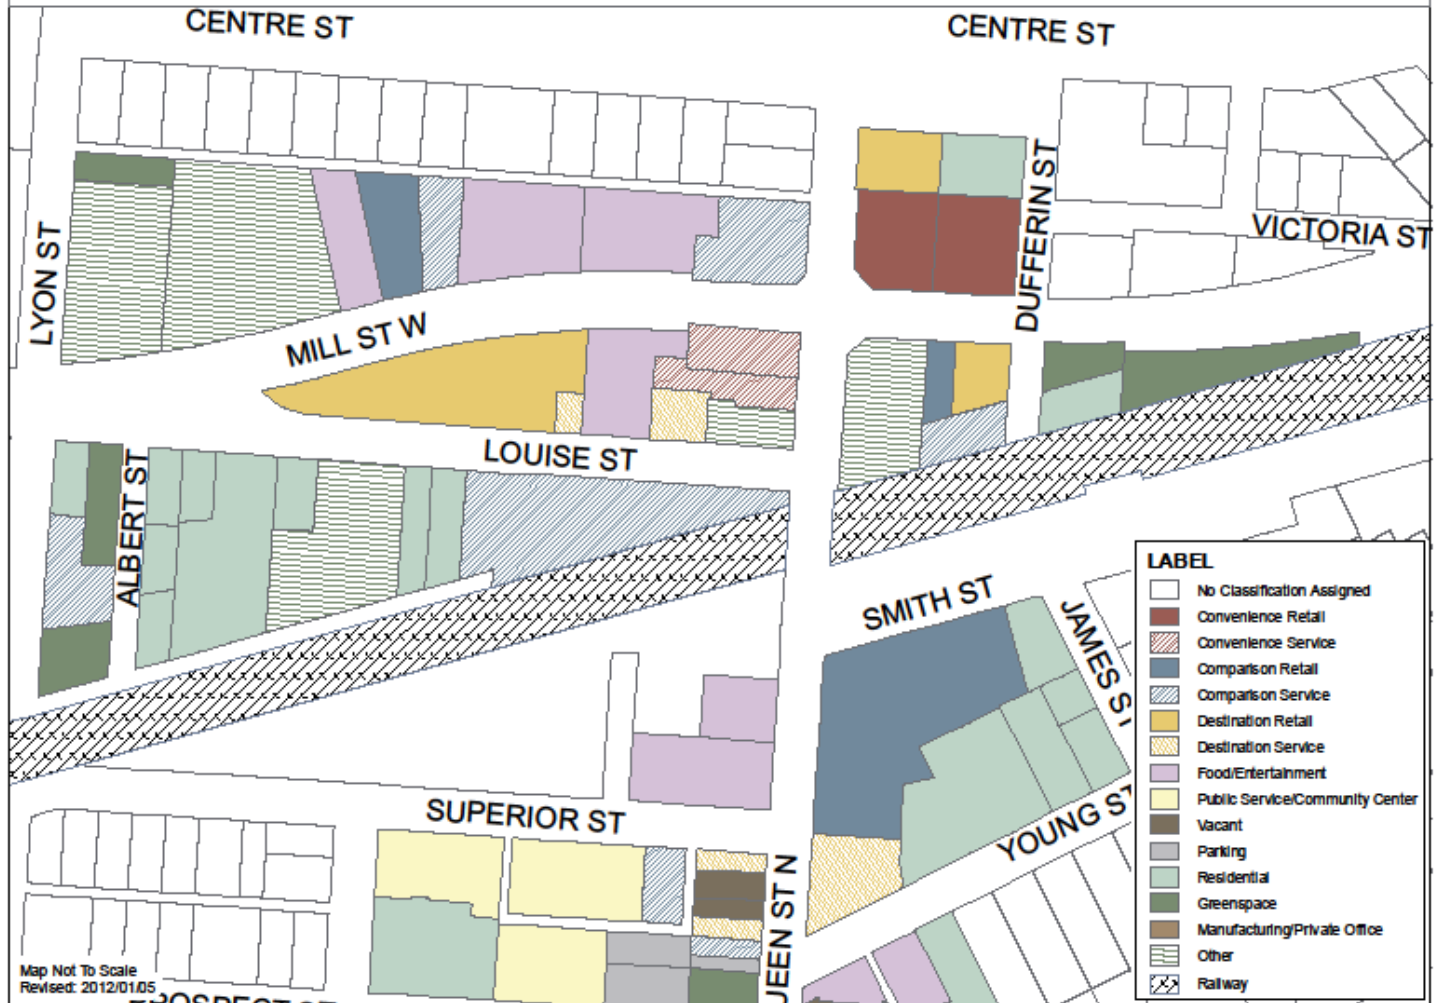 CENTRE ST
CENTRE ST
DUFFERIN ST
VICTORIA ST
LYON ST
MILL ST W
LOUISE ST
ALBERT ST
SMITH ST
JAMES ST
SUPERIOR ST
YOUNG ST
UEEN ST N
LABEL
No Classification Assigned
Convenience Retail
Convenience Service
Comparison Retail
Comparison Service
Destination Retail
Destination Service
Food/Entertainment
Public Service/Community Center
Vacant
Parking
Residential
Greenspace
Manufacturing/Private Office
Other
Railway
Map Not To Scale
Revised: 2012/01/05